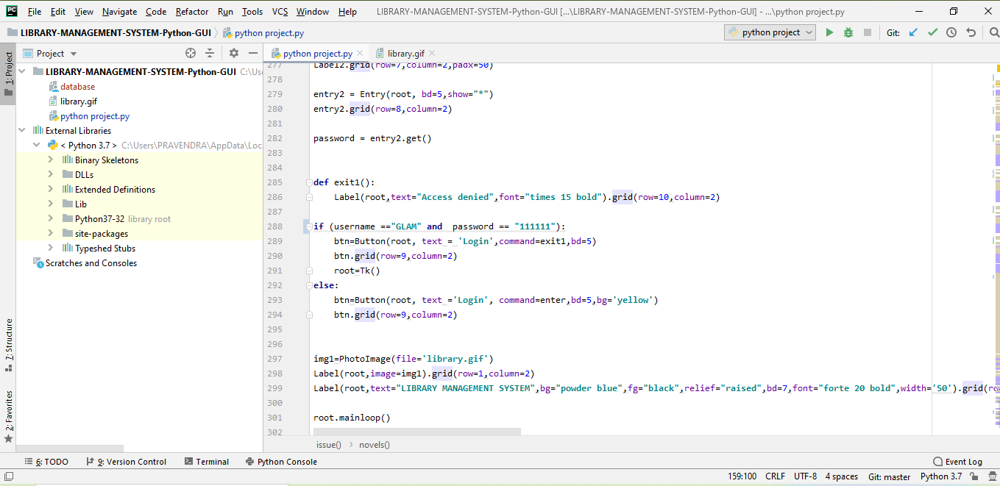 PC File Edit View Navigate Code Refactor Run Tools VCS Window Help LIBRARY-MANAGEMENT-SYSTEM-Python-GUI [...\LIBRARY-MANAGEMENT-SYSTEM-Python-GUI] - ...\python project.py
LIBRARY-MANAGEMENT-SYSTEM-Python-GUI python project.py python project Git:
1: Project
Project
LIBRARY-MANAGEMENT-SYSTEM-Python-GUI C:\Use
database
library.gif
python project.py
External Libraries
< Python 3.7 > C:\Users\PRAVENDRA\AppData\Loc
Binary Skeletons
DLLs
Extended Definitions
Lib
Python37-32 library root
site-packages
Typeshed Stubs
Scratches and Consoles
7: Structure
2: Favorites
python project.py library.gif
277 Label2.grid(row=7,column=2,padx=50)
278
279 entry2 = Entry(root, bd=5,show="*")
280 entry2.grid(row=8,column=2)
281
282 password = entry2.get()
283
284
285 def exit1():
286 Label(root,text="Access denied",font="times 15 bold").grid(row=10,column=2)
287
288 if (username =="GLAM" and  password == "111111"):
289 btn=Button(root, text = 'Login',command=exit1,bd=5)
290 btn.grid(row=9,column=2)
291 root=Tk()
292 else:
293 btn=Button(root, text ='Login', command=enter,bd=5,bg='yellow')
294 btn.grid(row=9,column=2)
295
296
297 img1=PhotoImage(file='library.gif')
298 Label(root,image=img1).grid(row=1,column=2)
299 Label(root,text="LIBRARY MANAGEMENT SYSTEM",bg="powder blue",fg="black",relief="raised",bd=7,font="forte 20 bold",width='50').grid(ro
300
301 root.mainloop()
302
issue() novels()
6: TODO 9: Version Control Terminal Python Console Event Log
159:100 CRLF UTF-8 4 spaces Git: master Python 3.7